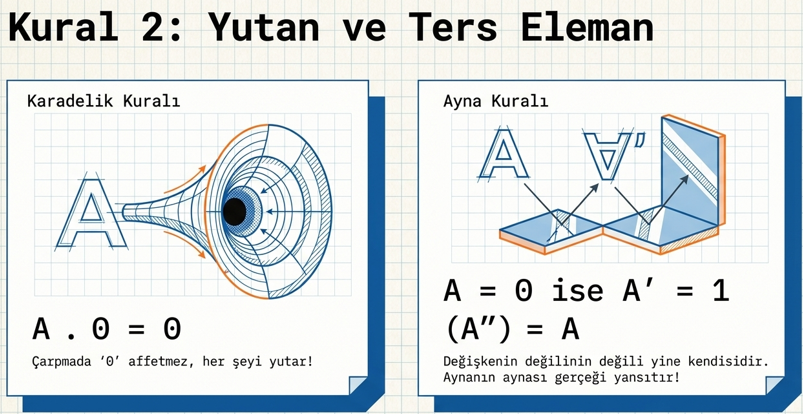 Kural 2: Yutan ve Ters Eleman
Karadelik Kuralı
A
A . 0 = 0
Çarpmada ‘0’ affetmez, her şeyi yutar!
Ayna Kuralı
A A’
A = 0 ise A’ = 1
(A”) = A
Değişkenin değilinin değili yine kendisidir.
Aynanın aynası gerçeği yansıtır!